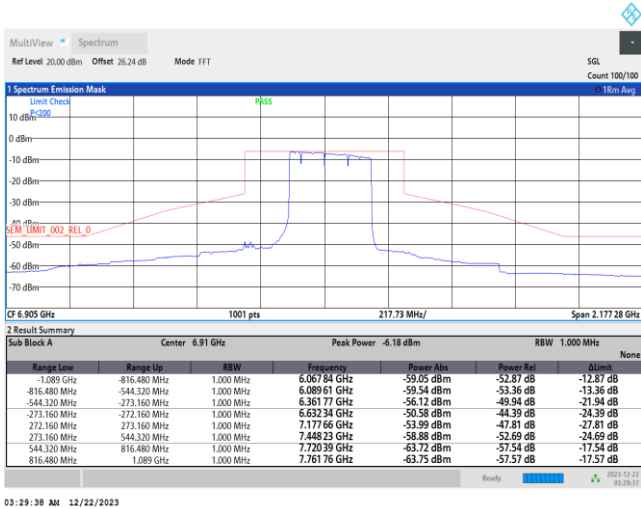 MultiView Spectrum
Ref Level 20.00 dBm Offset 26.24 dB Mode FFT SGL
Count 100/100
1 Spectrum Emission Mask 1Rm Avg
Limit Check PASS
P<200
10 dBm
0 dBm
-10 dBm
-20 dBm
-30 dBm
-40 dBm
SEM_LIMIT_002_REL_0
-50 dBm
-60 dBm
-70 dBm
CF 6.905 GHz 1001 pts 217.73 MHz/ Span 2.177 28 GHz
2 Result Summary
Sub Block A Center 6.91 GHz Peak Power -6.18 dBm RBW 1.000 MHz
None
Range Low Range Up RBW Frequency Power Abs Power Rel ΔLimit
-1.089 GHz -816.480 MHz 1.000 MHz 6.067 84 GHz -59.05 dBm -52.87 dB -12.87 dB
-816.480 MHz -544.320 MHz 1.000 MHz 6.089 61 GHz -59.54 dBm -53.36 dB -13.36 dB
-544.320 MHz -273.160 MHz 1.000 MHz 6.361 77 GHz -56.12 dBm -49.94 dB -21.94 dB
-273.160 MHz -272.160 MHz 1.000 MHz 6.632 34 GHz -50.58 dBm -44.39 dB -24.39 dB
272.160 MHz 273.160 MHz 1.000 MHz 7.177 66 GHz -53.99 dBm -47.81 dB -27.81 dB
273.160 MHz 544.320 MHz 1.000 MHz 7.448 23 GHz -58.88 dBm -52.69 dB -24.69 dB
544.320 MHz 816.480 MHz 1.000 MHz 7.720 39 GHz -63.72 dBm -57.54 dB -17.54 dB
816.480 MHz 1.089 GHz 1.000 MHz 7.761 76 GHz -63.75 dBm -57.57 dB -17.57 dB
Ready 2023-12-22
03:29:37
03:29:38 AM 12/22/2023